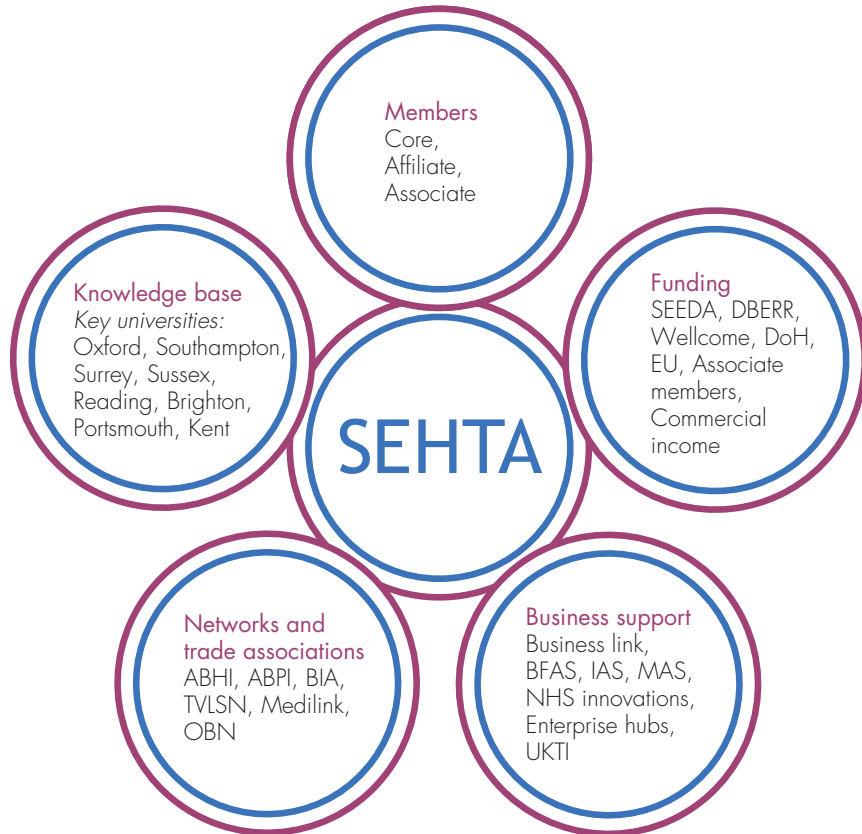 Members
Core,
Affiliate,
Associate
Knowledge base
Key universities:
Oxford, Southampton,
Surrey, Sussex,
Reading, Brighton,
Portsmouth, Kent
Funding
SEEDA, DBERR,
Wellcome, DoH,
EU, Associate
members,
Commercial
income
SEHTA
Networks and
trade associations
ABHI, ABPI, BIA,
TVLSN, Medilink,
OBN
Business support
Business link,
BFAS, IAS, MAS,
NHS innovations,
Enterprise hubs,
UKTI